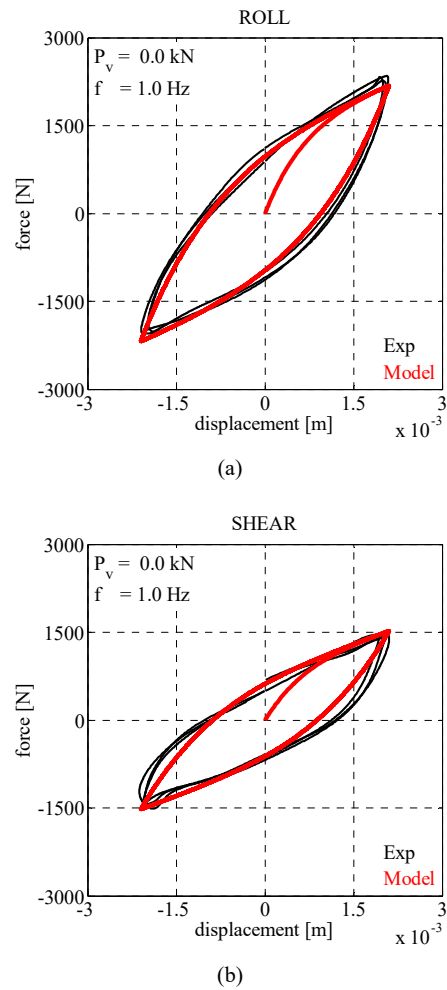 ROLL
3000
P_v = 0.0 kN
f = 1.0 Hz
1500
force [N]
0
-1500
Exp
Model
-3000
-3 -1.5 0 1.5 3
displacement [m]
x 10^-3
(a)
SHEAR
3000
P_v = 0.0 kN
f = 1.0 Hz
1500
force [N]
0
-1500
Exp
Model
-3000
-3 -1.5 0 1.5 3
displacement [m]
x 10^-3
(b)